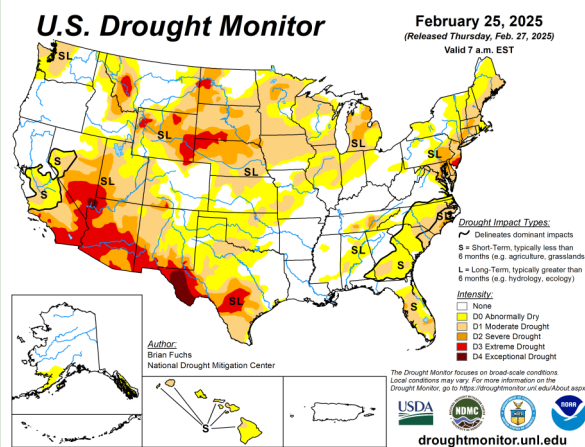 U.S. Drought Monitor
February 25, 2025
(Released Thursday, Feb. 27, 2025)
Valid 7 a.m. EST
SL
SL
SL
SL
SL
SL
SL
SL
SL
SL
S
S
S
S
S
Drought Impact Types:
Delineates dominant impacts
S = Short-Term, typically less than
6 months (e.g. agriculture, grasslands
L = Long-Term, typically greater than
6 months (e.g. hydrology, ecology)
Intensity:
None
D0 Abnormally Dry
D1 Moderate Drought
D2 Severe Drought
D3 Extreme Drought
D4 Exceptional Drought
Author:
Brian Fuchs
National Drought Mitigation Center
The Drought Monitor focuses on broad-scale conditions.
Local conditions may vary. For more information on the
Drought Monitor, go to https://droughtmonitor.unl.edu/About.aspx
USDA
NDMC
NOAA
droughtmonitor.unl.edu